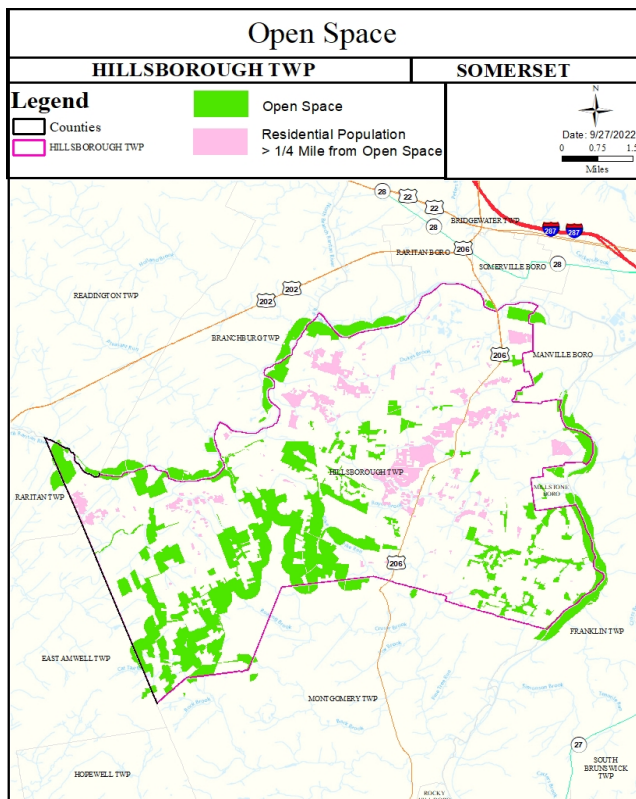 Open Space
HILLSBOROUGH TWP
SOMERSET
Legend
Counties
HILLSBOROUGH TWP
Open Space
Residential Population
> 1/4 Mile from Open Space
N
Date: 9/27/2022
0 0.75 1.5
Miles
28
22
22
28
BRIDGEWATER TWP
287
287
206
RARITAN BORO
SOMERVILLE BORO
28
202
202
READINGTON TWP
BRANCHBURG TWP
206
MANVILLE BORO
HILLSBOROUGH TWP
RARITAN TWP
MILLSTONE
BORO
206
FRANKLIN TWP
EAST AMWELL TWP
MONTGOMERY TWP
27
SOUTH
BRUNSWICK
TWP
HOPEWELL TWP
ROCKY